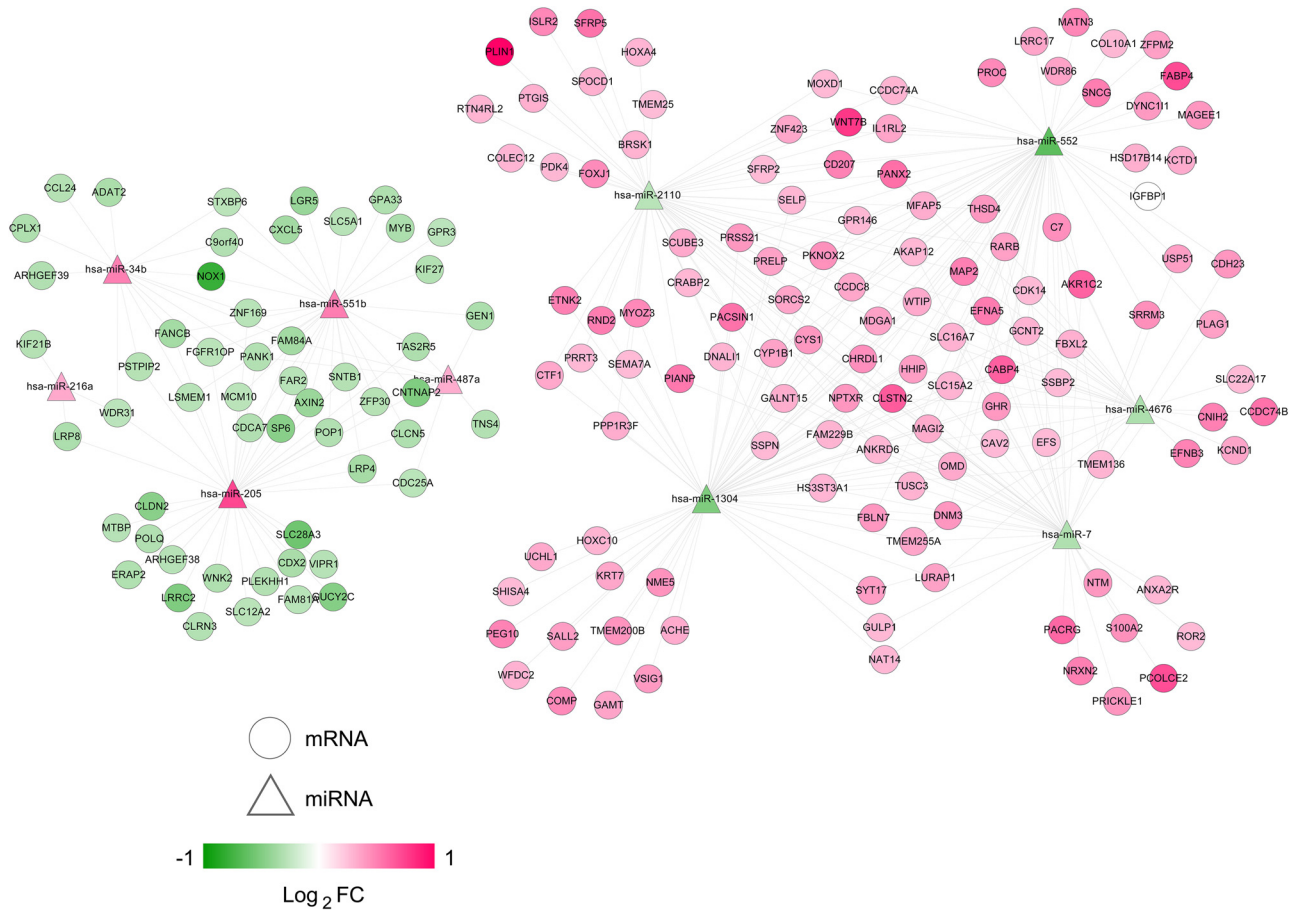 ISLR2
SFRP5
PLIN1
HOXA4
SPOCD1
PTGIS
RTN4RL2
TMEM25
BRSK1
COLEC12
PDK4
FOXJ1
hsa-miR-2110
MATN3
LRRC17
COL10A1
ZFPM2
PROC
WDR86
FABP4
SNCG
DYNC1I1
MAGEE1
hsa-miR-552
HSD17B14
KCTD1
IGFBP1
MOXD1
CCDC74A
ZNF423
WNT7B
IL1RL2
SFRP2
CD207
PANX2
SELP
MFAP5
THSD4
GPR146
C7
SCUBE3
PRSS21
PKNOX2
AKAP12
RARB
USP51
CDH23
PRELP
CCDC8
MAP2
CRABP2
CDK14
AKR1C2
ETNK2
RND2
MYOZ3
PACSIN1
SORCS2
WTIP
EFNA5
SRRM3
PLAG1
MDGA1
CYS1
SLC16A7
GCNT2
FBXL2
PRRT3
SEMA7A
DNALI1
CYP1B1
CHRDL1
HHIP
CABP4
CTF1
PIANP
SLC15A2
SSBP2
SLC22A17
GALNT15
NPTXR
CLSTN2
GHR
hsa-miR-4676
CNIH2
CCDC74B
PPP1R3F
FAM229B
MAGI2
SSPN
ANKRD6
CAV2
EFS
EFNB3
KCND1
OMD
TMEM136
HS3ST3A1
TUSC3
hsa-miR-1304
FBLN7
DNM3
hsa-miR-7
TMEM255A
HOXC10
UCHL1
LURAP1
KRT7
NME5
SYT17
NTM
ANXA2R
SHISA4
PEG10
SALL2
TMEM200B
ACHE
GULP1
PACRG
S100A2
ROR2
NAT14
WFDC2
VSIG1
NRXN2
PCOLCE2
COMP
GAMT
PRICKLE1
CCL24
ADAT2
STXBP6
LGR5
GPA33
CPLX1
CXCL5
SLC5A1
MYB
GPR3
C9orf40
ARHGEF39
hsa-miR-34b
NOX1
KIF27
hsa-miR-551b
ZNF169
GEN1
KIF21B
FANCB
FAM84A
TAS2R5
FGFR1OP
PANK1
PSTPIP2
hsa-miR-216a
FAR2
SNTB1
hsa-miR-487a
LSMEM1
MCM10
AXIN2
CNTNAP2
ZFP30
WDR31
LRP8
CDCA7
SP6
POP1
CLCN5
TNS4
LRP4
CDC25A
hsa-miR-205
CLDN2
MTBP
POLQ
SLC28A3
ARHGEF38
CDX2
VIPR1
ERAP2
WNK2
PLEKHH1
LRRC2
SLC12A2
FAM81A
GUCY2C
CLRN3
mRNA
miRNA
-1
1
Log2 FC